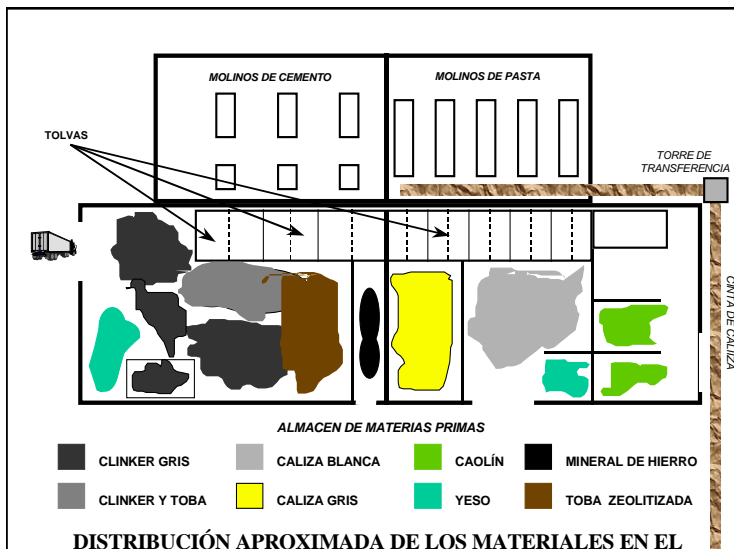 MOLINOS DE CEMENTO
MOLINOS DE PASTA
TOLVAS
TORRE DE
TRANSFERENCIA
CINTA DE CALIZA
ALMACEN DE MATERIAS PRIMAS
CLINKER GRIS
CALIZA BLANCA
CAOLÍN
MINERAL DE HIERRO
CLINKER Y TOBA
CALIZA GRIS
YESO
TOBA ZEOLITIZADA
DISTRIBUCIÓN APROXIMADA DE LOS MATERIALES EN EL